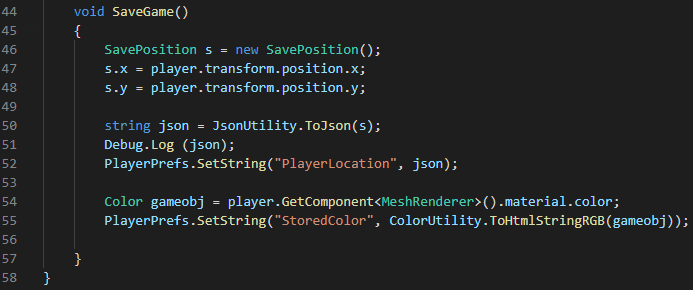 44 void SaveGame()
45 {
46 SavePosition s = new SavePosition();
47 s.x = player.transform.position.x;
48 s.y = player.transform.position.y;
49
50 string json = JsonUtility.ToJson(s);
51 Debug.Log (json);
52 PlayerPrefs.SetString("PlayerLocation", json);
53
54 Color gameobj = player.GetComponent<MeshRenderer>().material.color;
55 PlayerPrefs.SetString("StoredColor", ColorUtility.ToHtmlStringRGB(gameobj));
56
57 }
58 }